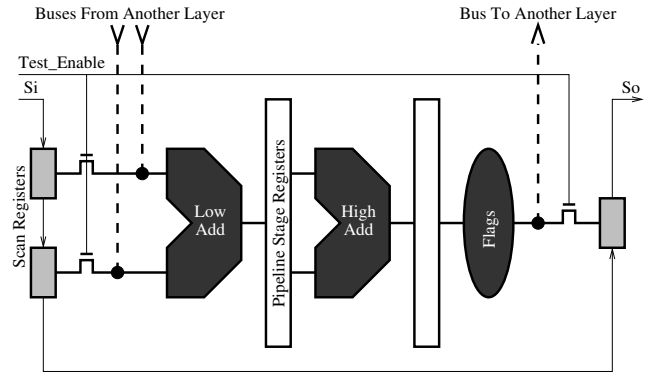 Buses From Another Layer
Bus To Another Layer
Test_Enable
Si
So
Scan Registers
Low
Add
Pipeline Stage Registers
High
Add
Flags